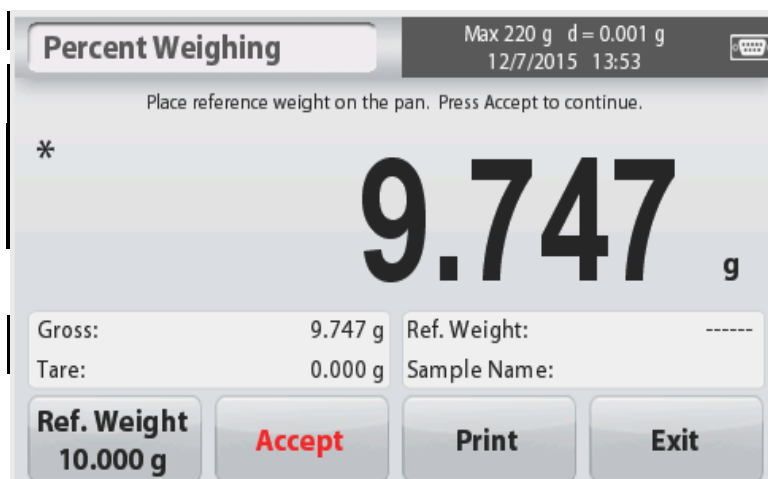 Percent Weighing
Max 220 g d = 0.001 g
12/7/2015 13:53
Place reference weight on the pan. Press Accept to continue.
*
9.747 g
Gross: 9.747 g
Tare: 0.000 g
Ref. Weight: ------
Sample Name:
Ref. Weight
10.000 g
Accept
Print
Exit